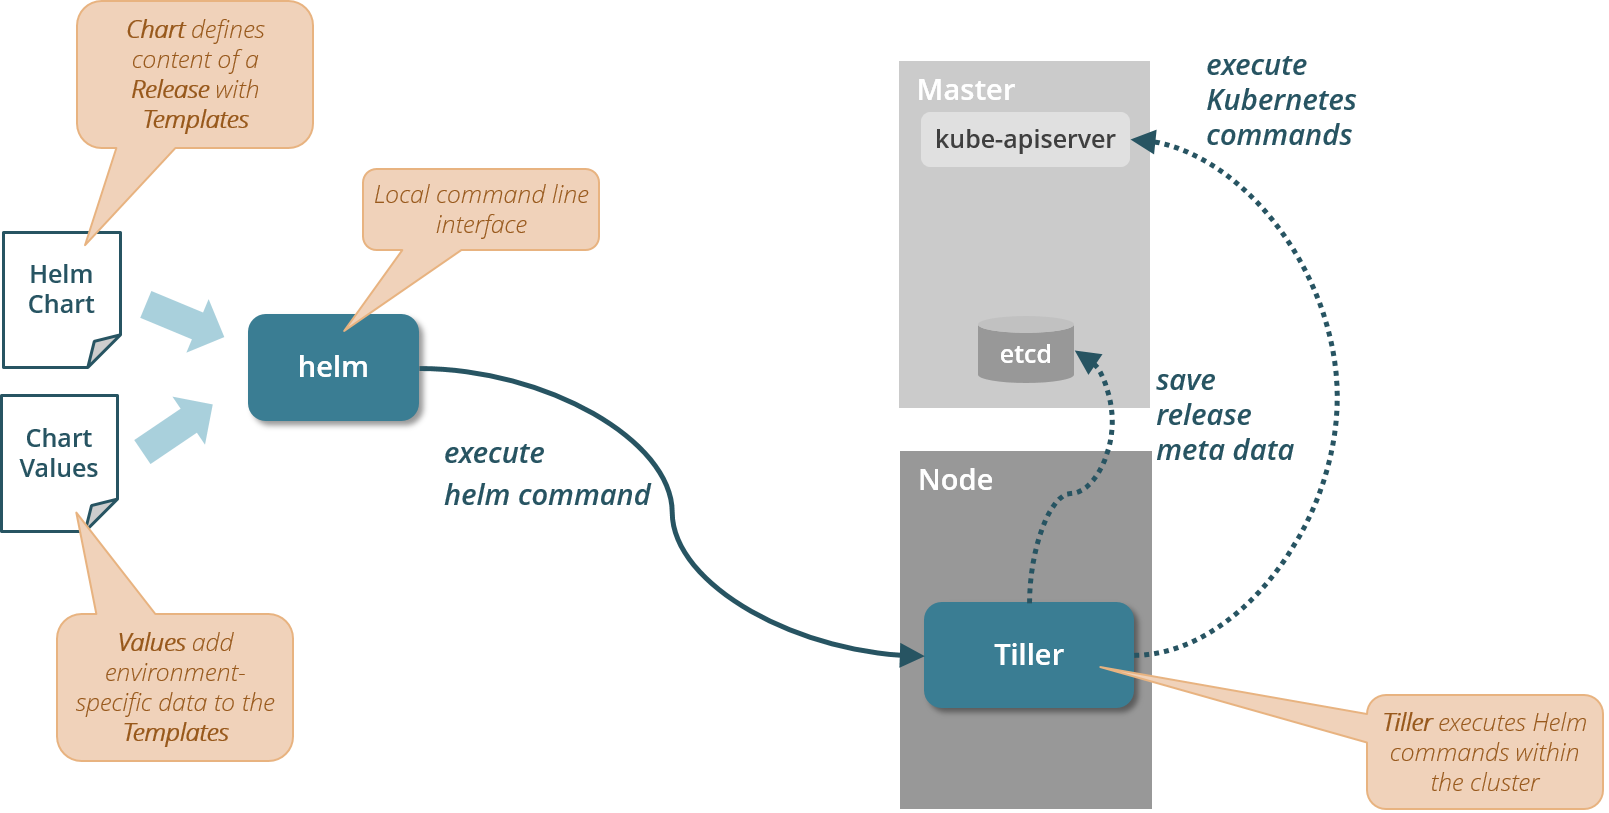 Chart defines
content of a
Release with
Templates
Local command line
interface
Helm
Chart
Chart
Values
helm
execute
helm command
Values add
environment-
specific data to the
Templates
Master
kube-apiserver
etcd
execute
Kubernetes
commands
save
release
meta data
Node
Tiller
Tiller executes Helm
commands within
the cluster